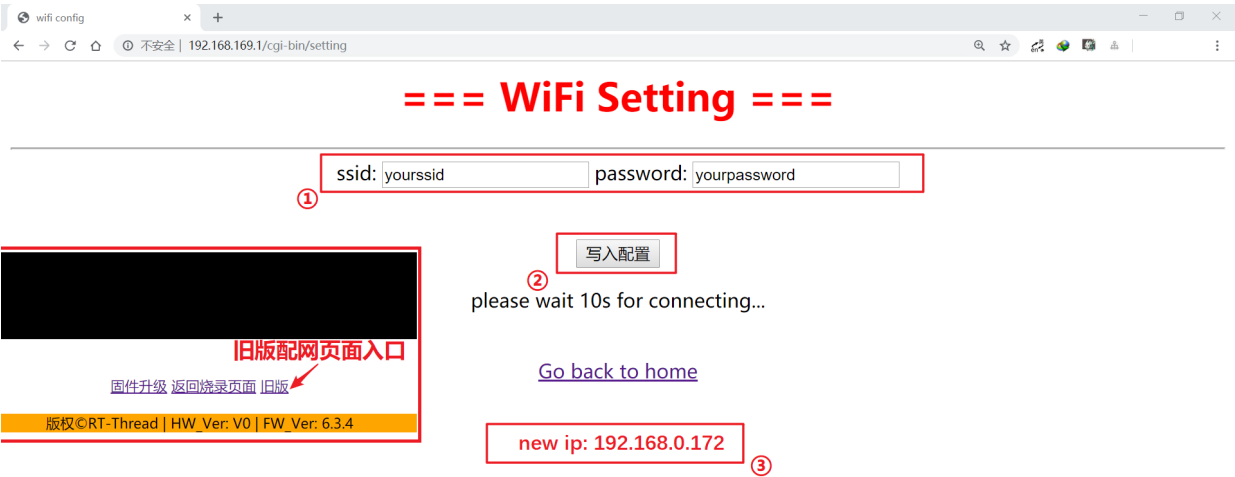 wifi config
不安全 | 192.168.169.1/cgi-bin/setting
=== WiFi Setting ===
ssid: yourssid password: yourpassword
①
写入配置
②
please wait 10s for connecting...
旧版配网页面入口
固件升级 返回烧录页面 旧版
版权©RT-Thread | HW_Ver: V0 | FW_Ver: 6.3.4
Go back to home
new ip: 192.168.0.172
③